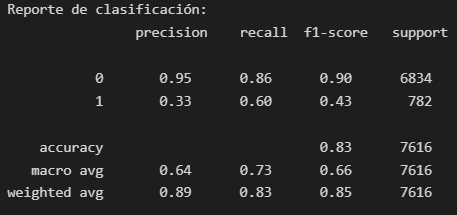 Reporte de clasificación:
precision recall f1-score support
0 0.95 0.86 0.90 6834
1 0.33 0.60 0.43 782
accuracy 0.83 7616
macro avg 0.64 0.73 0.66 7616
weighted avg 0.89 0.83 0.85 7616